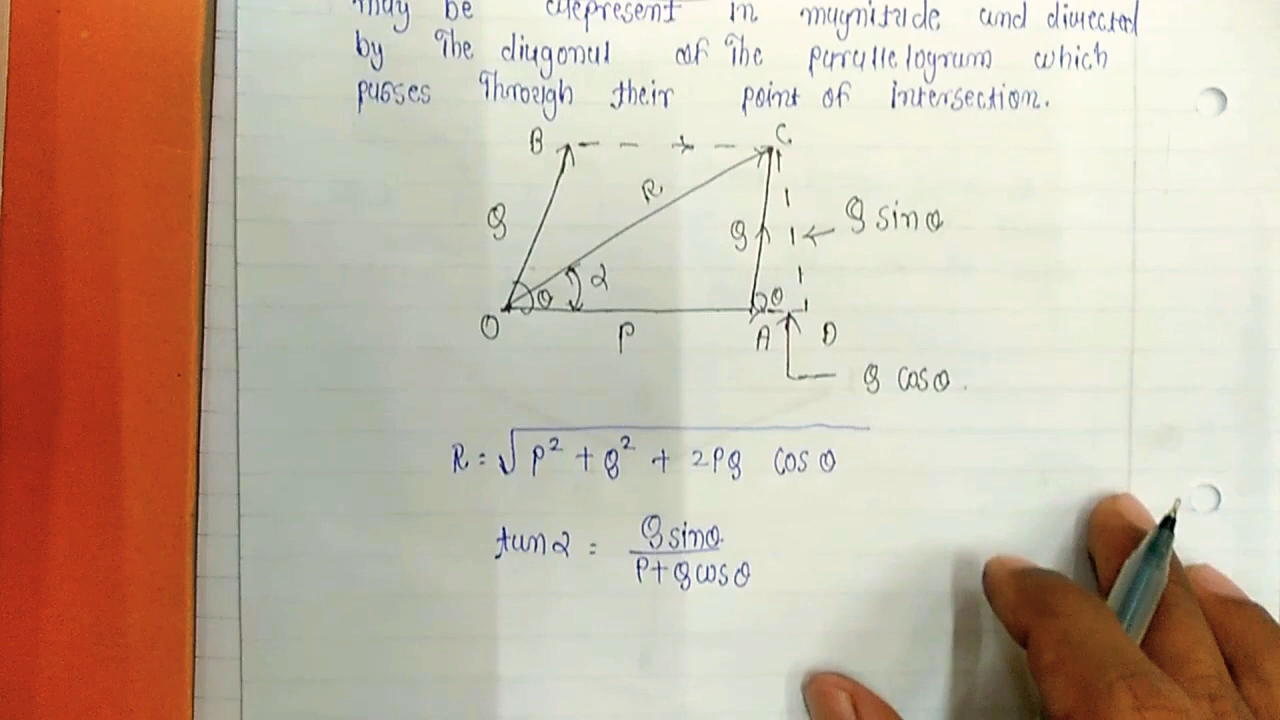 may be represent in magnitude and directed
by The diagonal of The parallelogram which
passes Through their point of intersection.
B C
R
Q Q Q sinθ
θ α θ
O P A D
Q cosθ.
R = √P² + Q² + 2PQ cos θ
tanα = Q sinθ
P + Q cosθ